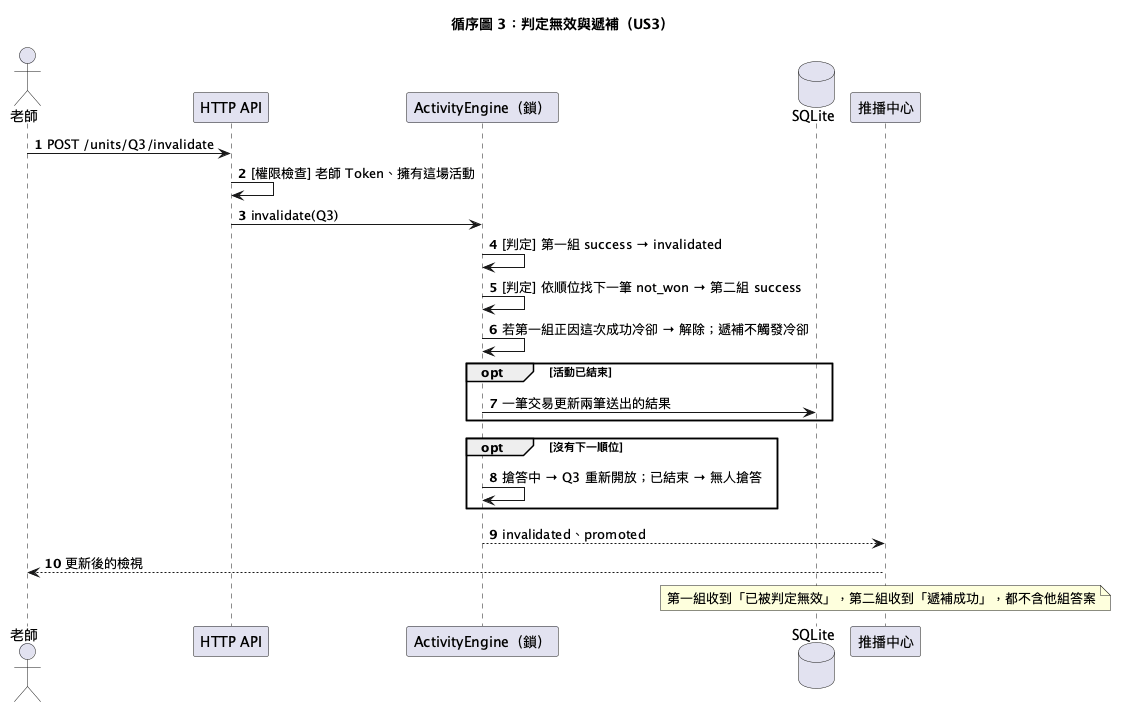 循序圖 3：判定無效與遞補（US3）
老師
HTTP API
ActivityEngine（鎖）
SQLite
推播中心
1 POST /units/Q3/invalidate
2 [權限檢查] 老師 Token、擁有這場活動
3 invalidate(Q3)
4 [判定] 第一組 success → invalidated
5 [判定] 依順位找下一筆 not_won → 第二組 success
6 若第一組正因這次成功冷卻 → 解除；遞補不觸發冷卻
opt [活動已結束]
7 一筆交易更新兩筆送出的結果
opt [沒有下一順位]
8 搶答中 → Q3 重新開放；已結束 → 無人搶答
9 invalidated、promoted
10 更新後的檢視
第一組收到「已被判定無效」，第二組收到「遞補成功」，都不含他組答案
老師
HTTP API
ActivityEngine（鎖）
SQLite
推播中心